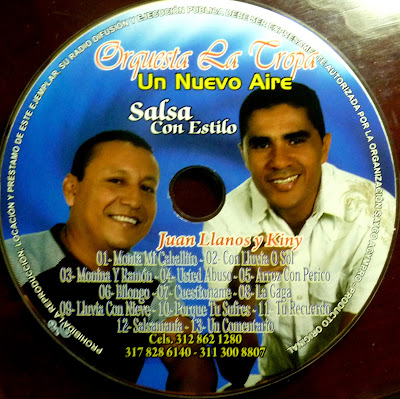 PROHIBIDA REPRODUCCIÓN, LOCACIÓN Y PRESTAMO DE ESTE EJEMPLAR. SU RADIO DIFUSIÓN Y EJECUCIÓN PUBLICA DEBE SER EXPRESAMENTE AUTORIZADA POR LA ORGANIZACIÓN PRODUCTO ORIGINAL
Orquesta La Tropa
Un Nuevo Aire
Salsa
Con Estilo
Juan Llanos y Kiny
01- Monta Mi Caballito - 02- Con Lluvia O Sol
03- Monina Y Ramón - 04- Usted Abuso - 05- Arroz Con Perico
06- Bilongo - 07- Cuestioname - 08- La Gaga
09- Lluvia Con Nieve - 10- Porque Tu Sufres - 11- Tu Recuerdo
12- Salsamanía - 13- Un Comentario
Cels. 312 862 1280
317 828 6140 - 311 300 8807